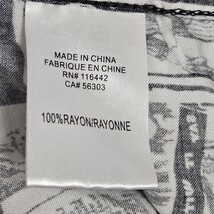 MADE IN CHINA
FABRIQUE EN CHINE
RN# 116442
CA# 56303
100%RAYON/RAYONNE